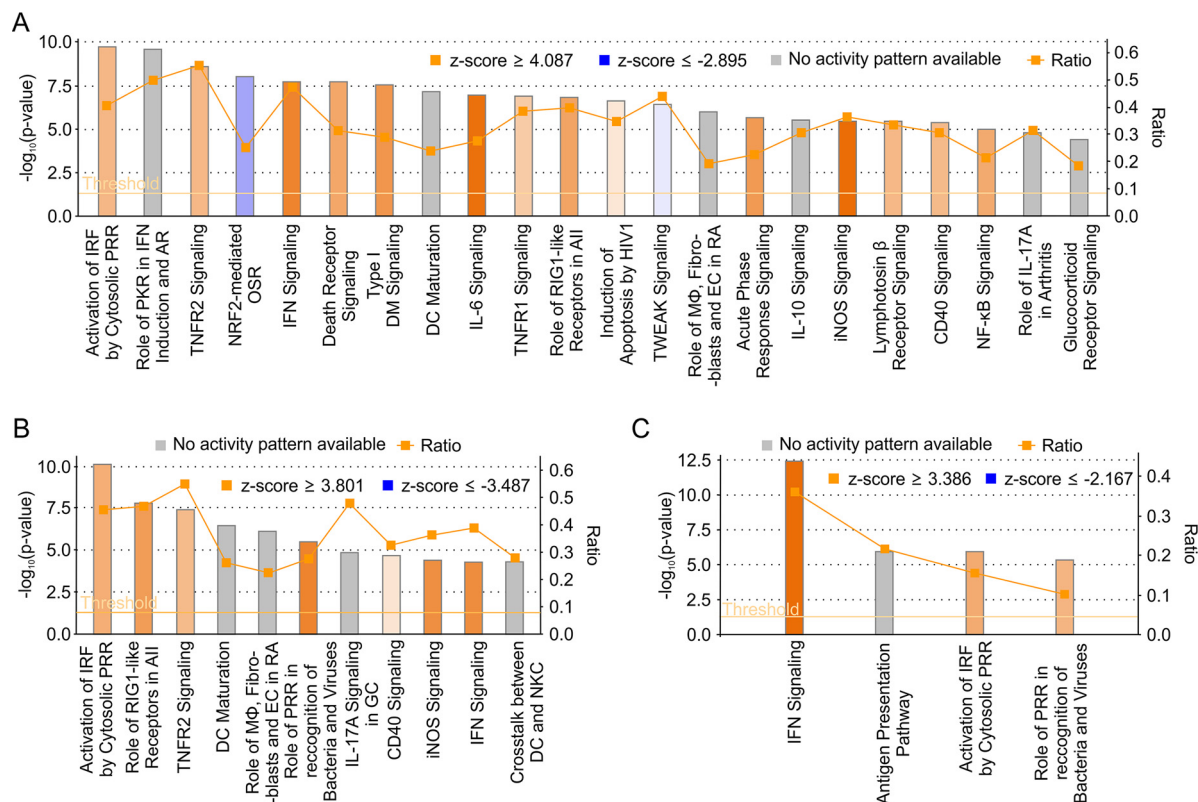 A
z-score ≥ 4.087
z-score ≤ -2.895
No activity pattern available
Ratio
-log10(p-value)
10.0
7.5
5.0
2.5
0.0
Threshold
0.6
0.5
0.4
0.3
0.2
0.1
0.0
Ratio
Activation of IRF
by Cytosolic PRR
Role of PKR in IFN
Induction and AR
TNFR2 Signaling
NRF2-mediated
OSR
IFN Signaling
Death Receptor
Signaling
Type I
DM Signaling
DC Maturation
IL-6 Signaling
TNFR1 Signaling
Role of RIG1-like
Receptors in AII
Induction of
Apoptosis by HIV1
TWEAK Signaling
Role of MΦ, Fibro-
-blasts and EC in RA
Acute Phase
Response Signaling
IL-10 Signaling
iNOS Signaling
Lymphotosin β
Receptor Signaling
CD40 Signaling
NF-κB Signaling
Role of IL-17A
in Arthritis
Glucocorticoid
Receptor Signaling
B
No activity pattern available
Ratio
z-score ≥ 3.801
z-score ≤ -3.487
-log10(p-value)
10.0
7.5
5.0
2.5
0.0
Threshold
0.6
0.5
0.4
0.3
0.2
0.1
0.0
Ratio
Activation of IRF
by Cytosolic PRR
Role of RIG1-like
Receptors in AII
TNFR2 Signaling
DC Maturation
Role of MΦ, Fibro-
-blasts and EC in RA
Role of PRR in
reccognition of
Bacteria and Viruses
IL-17A Signaling
in GC
CD40 Signaling
iNOS Signaling
IFN Signaling
Crosstalk between
DC and NKC
C
No activity pattern available
Ratio
z-score ≥ 3.386
z-score ≤ -2.167
-log10(p-value)
12.5
10.0
7.5
5.0
2.5
0.0
Threshold
0.4
0.3
0.2
0.1
0.0
Ratio
IFN Signaling
Antigen Presentation
Pathway
Activation of IRF
by Cytosolic PRR
Role of PRR in
recognition of
Bacteria and Viruses